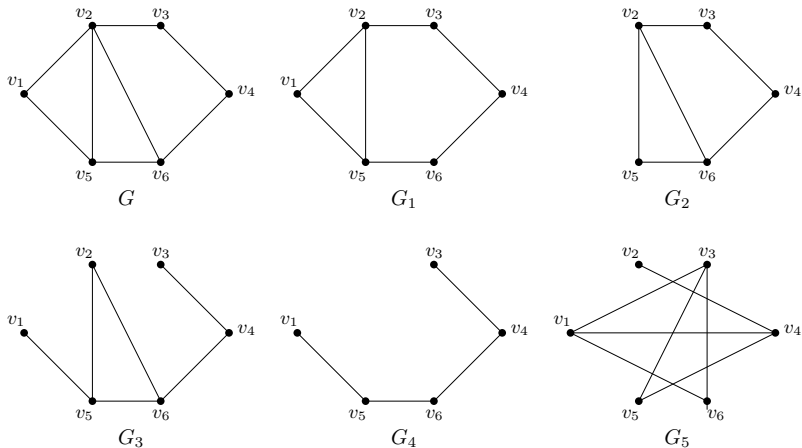 v2 v3 v2 v3 v2 v3
v1 v4 v1 v4 v4
v5 v6 v5 v6 v5 v6
G G1 G2
v2 v3 v3 v2 v3
v1 v4 v1 v4 v1 v4
v5 v6 v5 v6 v5 v6
G3 G4 G5